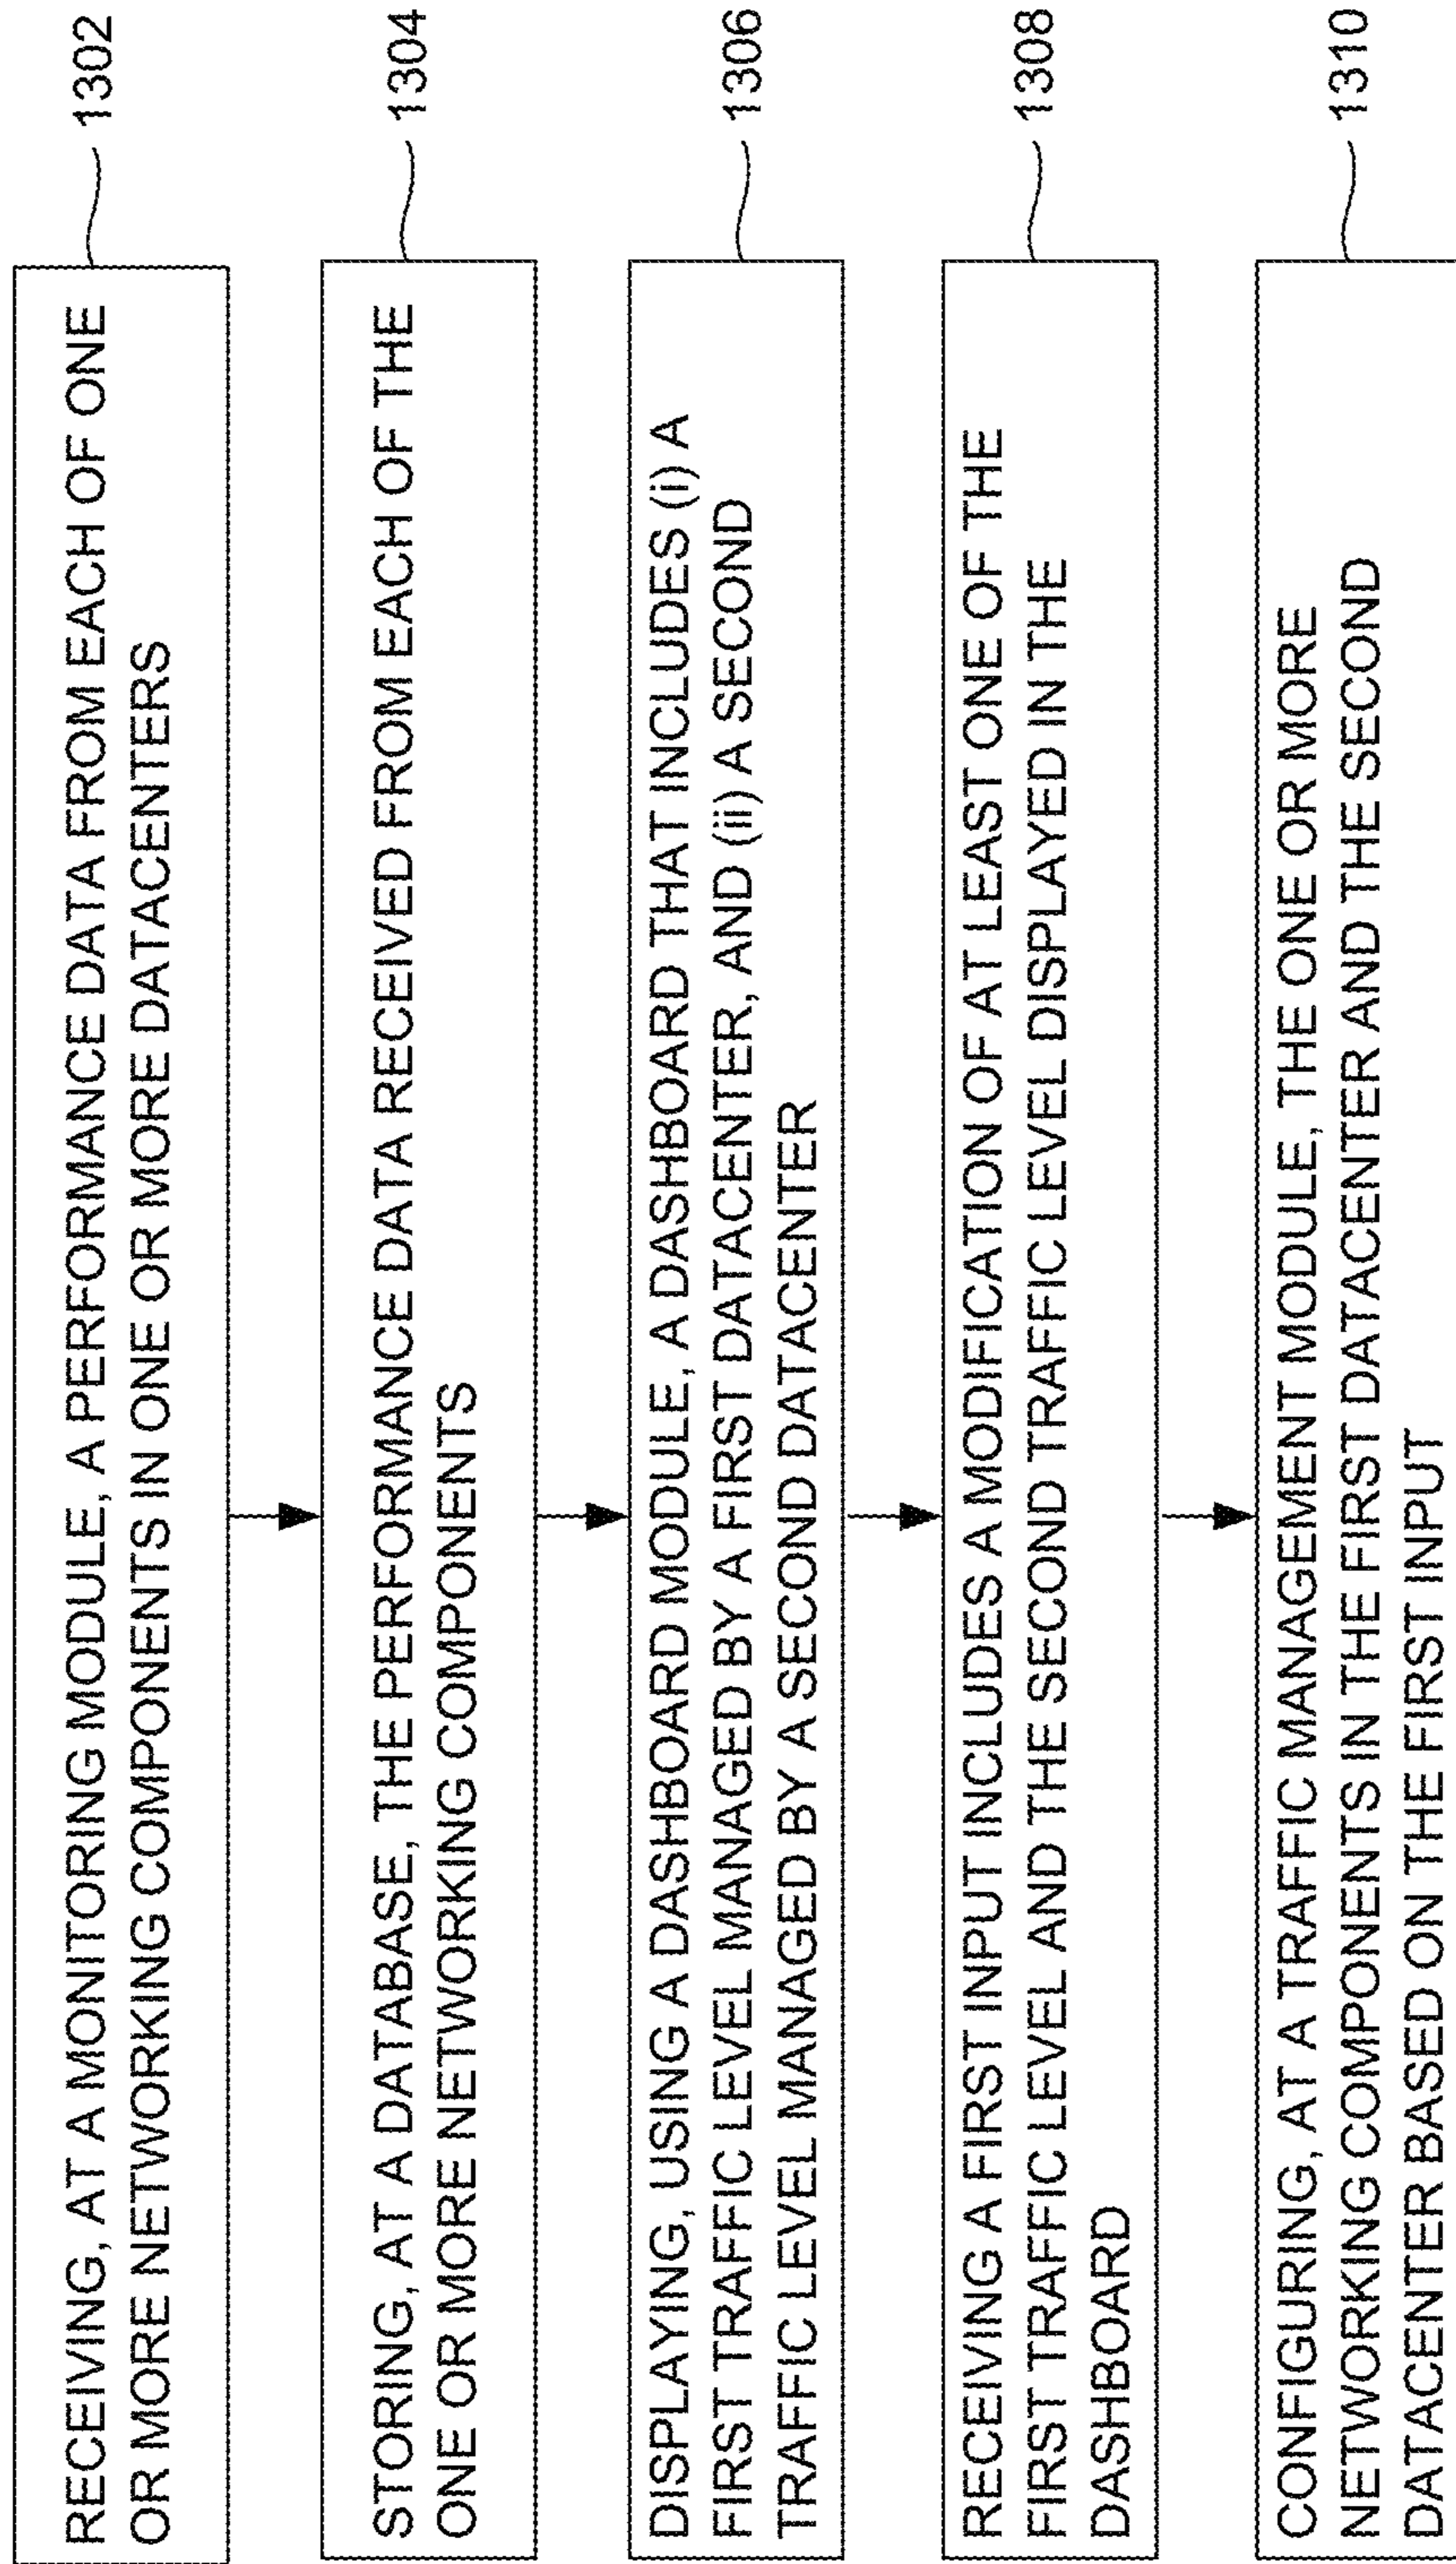 RECEIVING, AT A MONITORING MODULE, A PERFORMANCE DATA FROM EACH OF ONE
OR MORE NETWORKING COMPONENTS IN ONE OR MORE DATACENTERS
1302
STORING, AT A DATABASE, THE PERFORMANCE DATA RECEIVED FROM EACH OF THE
ONE OR MORE NETWORKING COMPONENTS
1304
DISPLAYING, USING A DASHBOARD MODULE, A DASHBOARD THAT INCLUDES (i) A
FIRST TRAFFIC LEVEL MANAGED BY A FIRST DATACENTER, AND (ii) A SECOND
TRAFFIC LEVEL MANAGED BY A SECOND DATACENTER
1306
RECEIVING A FIRST INPUT INCLUDES A MODIFICATION OF AT LEAST ONE OF THE
FIRST TRAFFIC LEVEL AND THE SECOND TRAFFIC LEVEL DISPLAYED IN THE
DASHBOARD
1308
CONFIGURING, AT A TRAFFIC MANAGEMENT MODULE, THE ONE OR MORE
NETWORKING COMPONENTS IN THE FIRST DATACENTER AND THE SECOND
DATACENTER BASED ON THE FIRST INPUT
1310